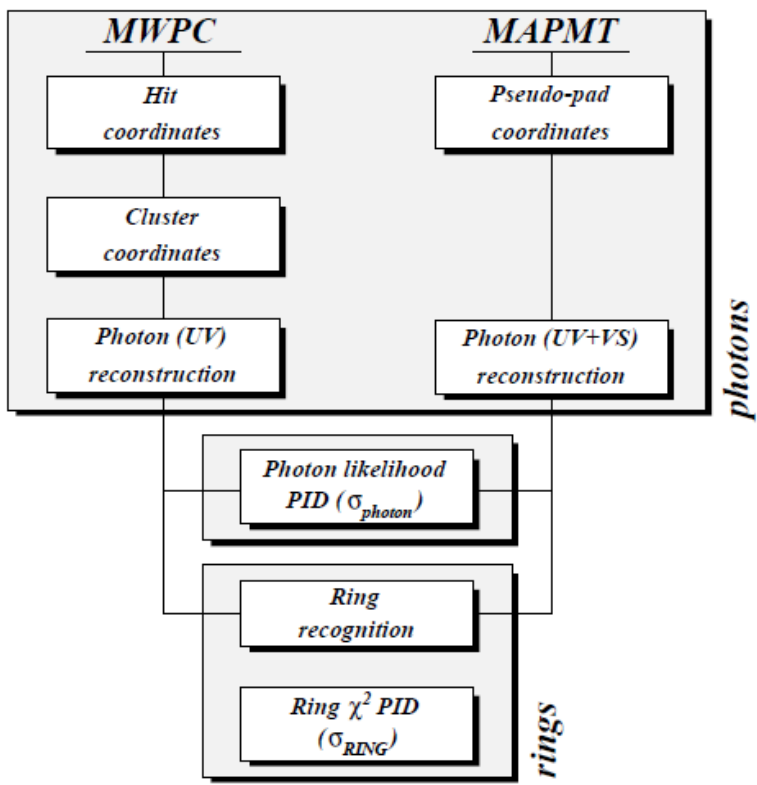 MWPC
Hit
coordinates
Cluster
coordinates
Photon (UV)
reconstruction
MAPMT
Pseudo-pad
coordinates
Photon (UV+VS)
reconstruction
photons
Photon likelihood
PID (σphoton)
Ring
recognition
Ring χ² PID
(σRING)
rings